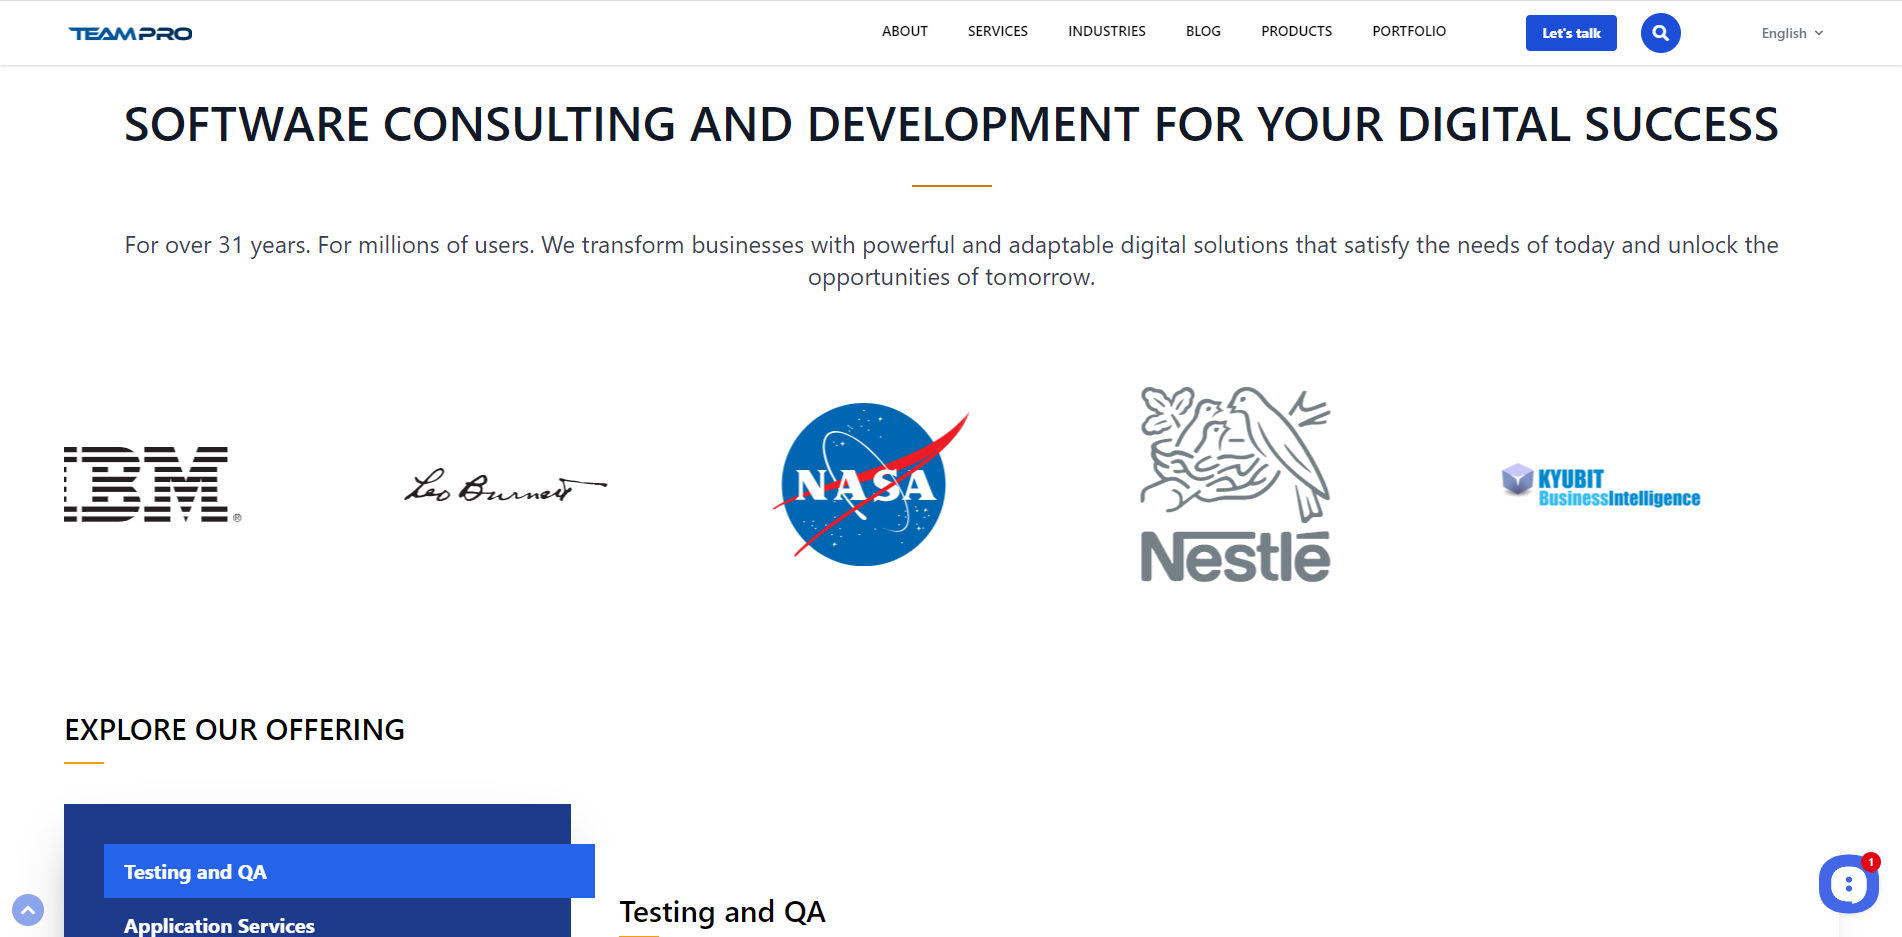 TEAMPRO
ABOUT SERVICES INDUSTRIES BLOG PRODUCTS PORTFOLIO Let's talk English
SOFTWARE CONSULTING AND DEVELOPMENT FOR YOUR DIGITAL SUCCESS
For over 31 years. For millions of users. We transform businesses with powerful and adaptable digital solutions that satisfy the needs of today and unlock the
opportunities of tomorrow.
IBM®
Leo Burnett
NASA
Nestlé
KYUBIT
BusinessIntelligence
EXPLORE OUR OFFERING
Testing and QA
Application Services
Testing and QA
1